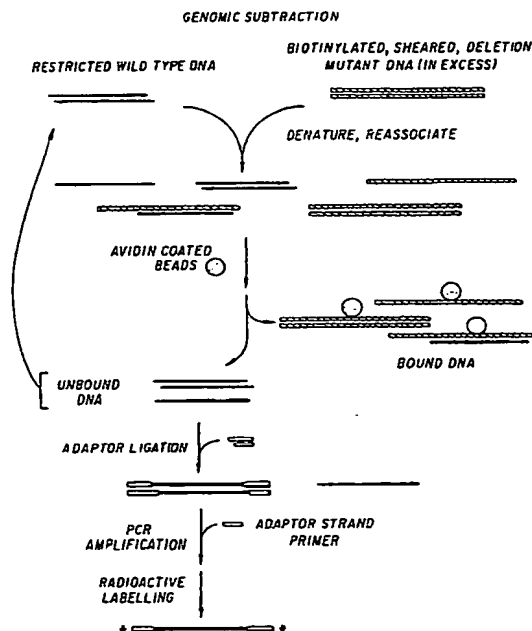 GENOMIC SUBTRACTION
RESTRICTED WILD TYPE DNA
BIOTINYLATED, SHEARED, DELETION
MUTANT DNA (IN EXCESS)
DENATURE, REASSOCIATE
AVIDIN COATED
BEADS
BOUND DNA
UNBOUND
DNA
ADAPTOR LIGATION
PCR
AMPLIFICATION
ADAPTOR STRAND
PRIMER
RADIOACTIVE
LABELLING
* *